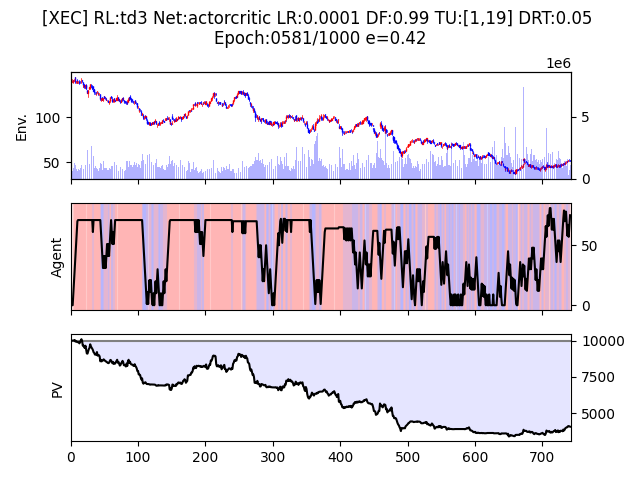 [XEC] RL:td3 Net:actorcritic LR:0.0001 DF:0.99 TU:[1,19] DRT:0.05
Epoch:0581/1000 e=0.42
1e6
Env.
100
50
5
0
Agent
50
0
PV
10000
7500
5000
0 100 200 300 400 500 600 700